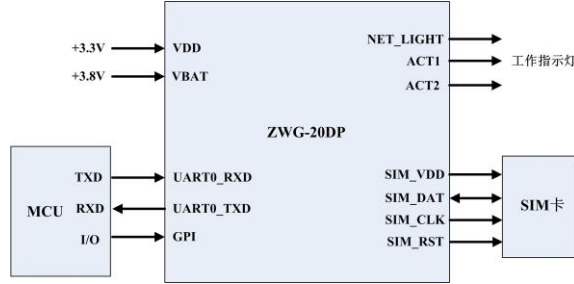 NET_LIGHT
+3.3V VDD ACT1 工作指示灯
+3.8V VBAT ACT2
ZWG-20DP
TXD UART0_RXD SIM_VDD
MCU RXD UART0_TXD SIM_DAT SIM卡
I/O GPI SIM_CLK
SIM_RST